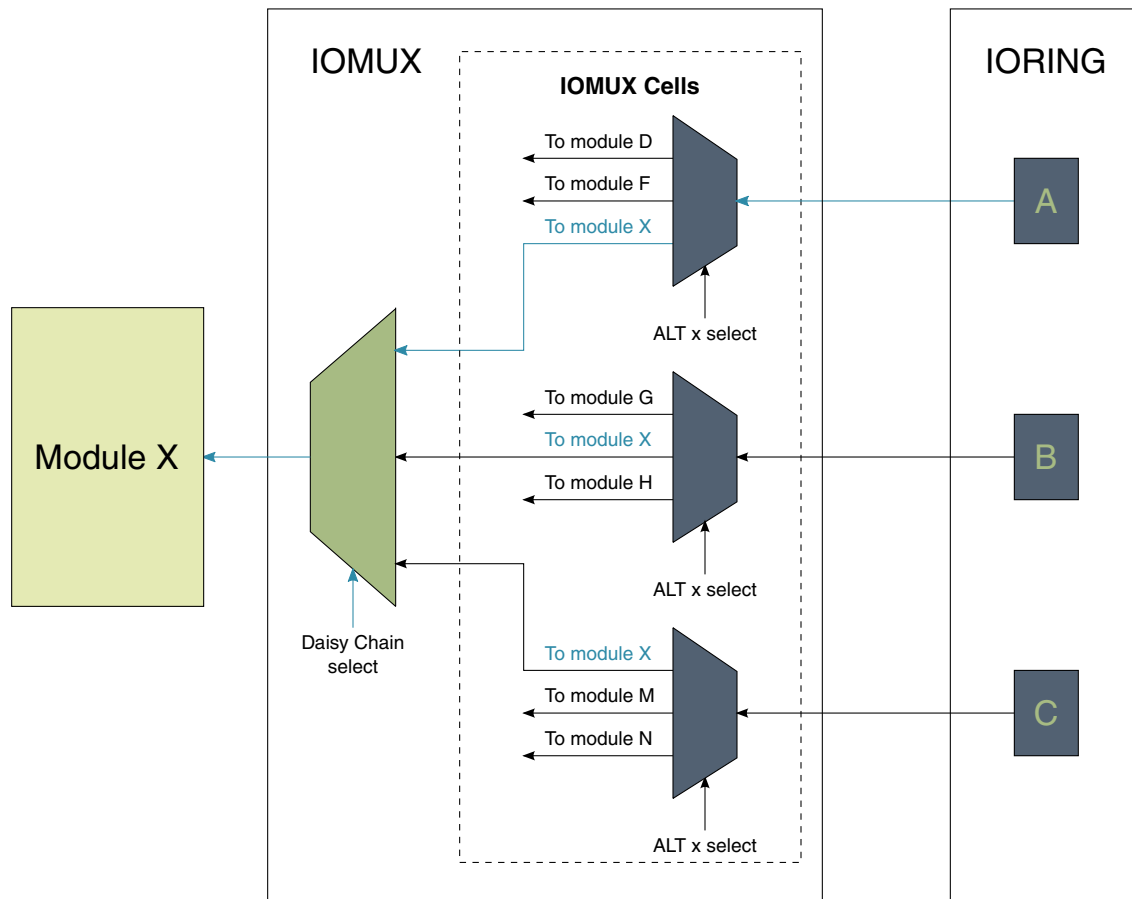 IOMUX
IORING
IOMUX Cells
To module D
To module F
To module X
A
ALT x select
To module G
To module X
To module H
B
Module X
ALT x select
Daisy Chain
select
To module X
To module M
To module N
C
ALT x select